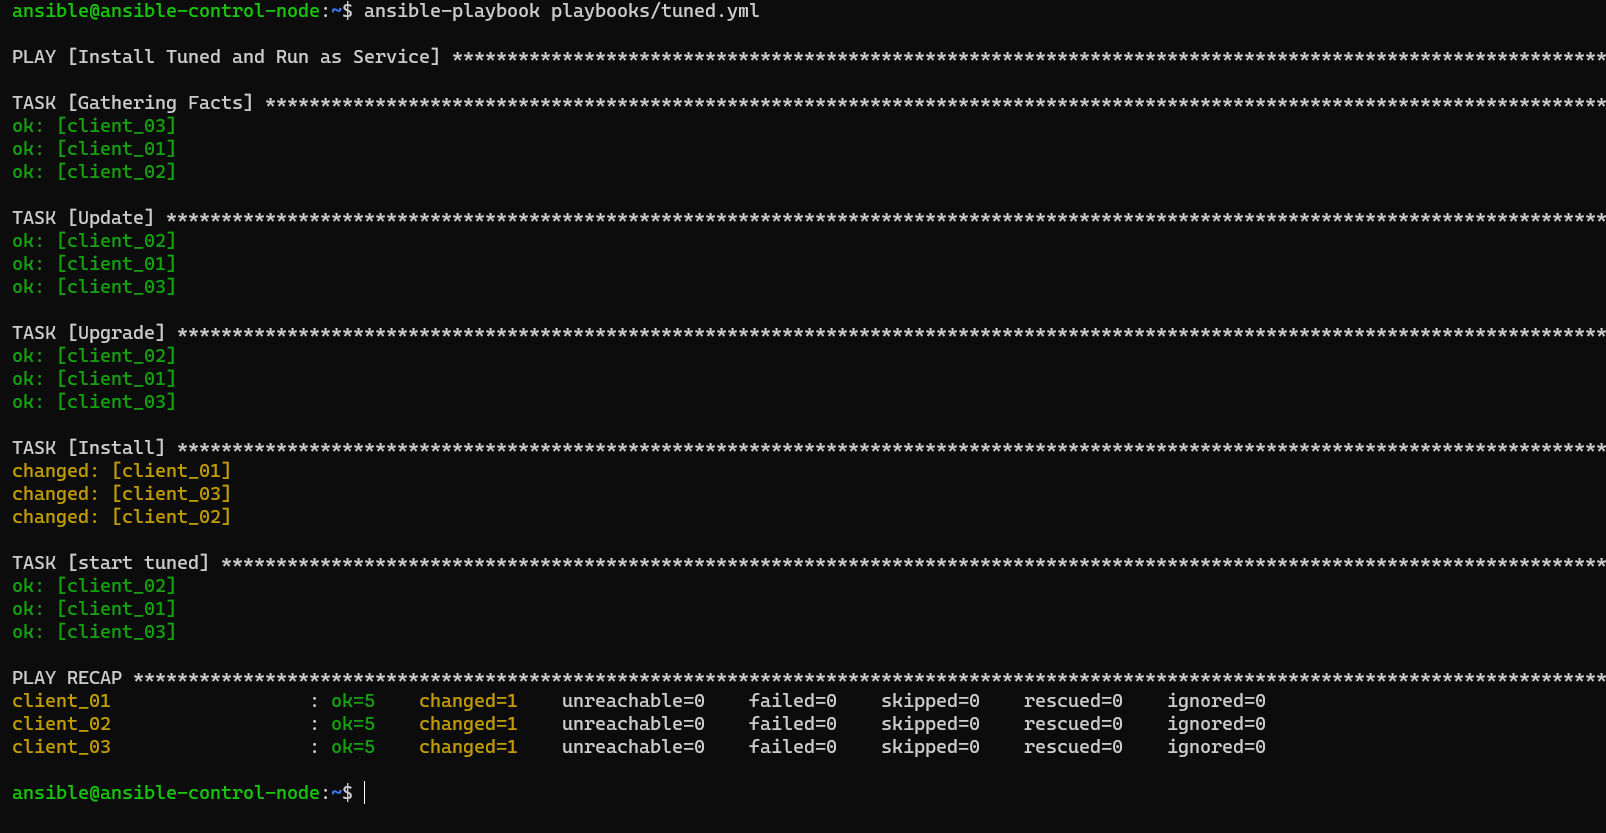 ansible@ansible-control-node:~$ ansible-playbook playbooks/tuned.yml
PLAY [Install Tuned and Run as Service] *********************************************************************************************************
TASK [Gathering Facts] **************************************************************************************************************************
ok: [client_03]
ok: [client_01]
ok: [client_02]
TASK [Update] ***********************************************************************************************************************************
ok: [client_02]
ok: [client_01]
ok: [client_03]
TASK [Upgrade] **********************************************************************************************************************************
ok: [client_02]
ok: [client_01]
ok: [client_03]
TASK [Install] **********************************************************************************************************************************
changed: [client_01]
changed: [client_03]
changed: [client_02]
TASK [start tuned] ******************************************************************************************************************************
ok: [client_02]
ok: [client_01]
ok: [client_03]
PLAY RECAP **************************************************************************************************************************************
client_01                  : ok=5    changed=1    unreachable=0    failed=0    skipped=0    rescued=0    ignored=0
client_02                  : ok=5    changed=1    unreachable=0    failed=0    skipped=0    rescued=0    ignored=0
client_03                  : ok=5    changed=1    unreachable=0    failed=0    skipped=0    rescued=0    ignored=0
ansible@ansible-control-node:~$